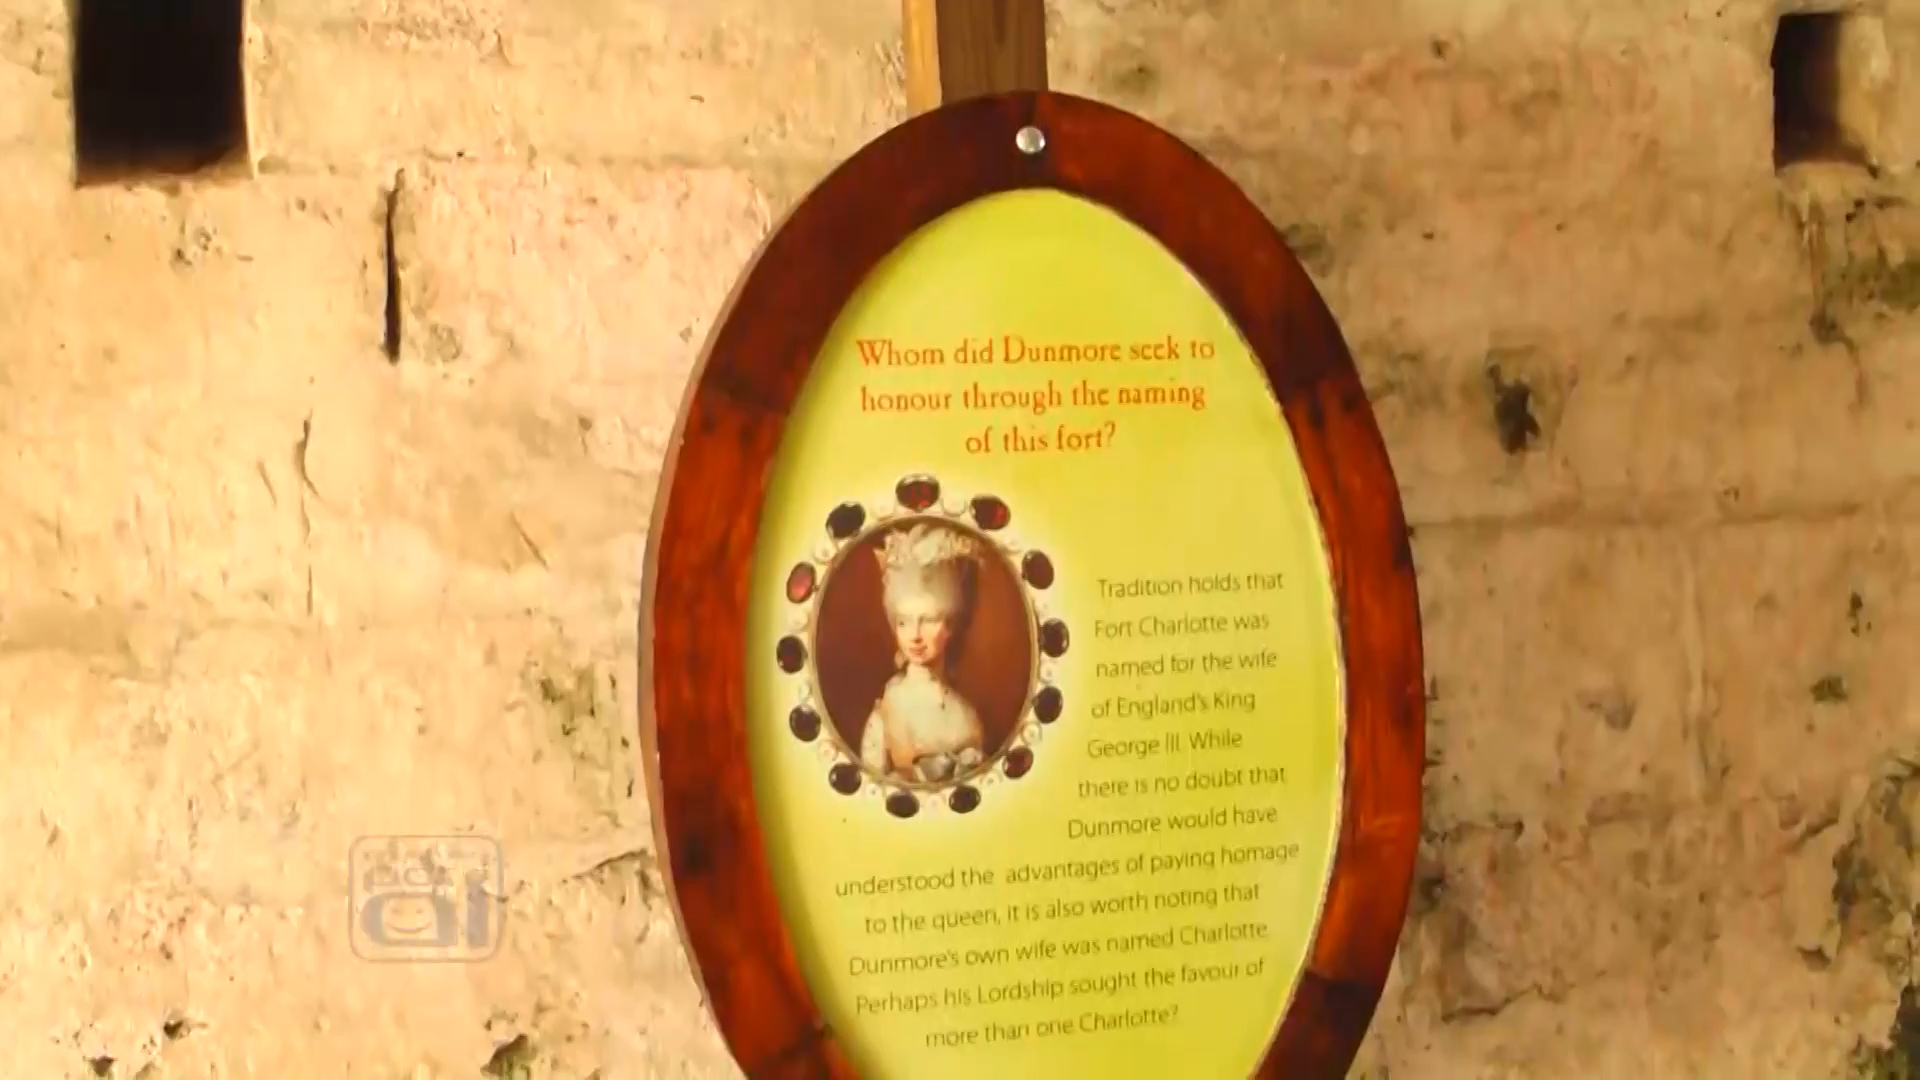 Whom did Dunmore seek to
honour through the naming
of this fort?
Tradition holds that
Fort Charlotte was
named for the wife
of England's King
George III. While
there is no doubt that
Dunmore would have
understood the advantages of paying homage
to the queen, it is also worth noting that
Dunmore's own wife was named Charlotte.
Perhaps his Lordship sought the favour of
more than one Charlotte?